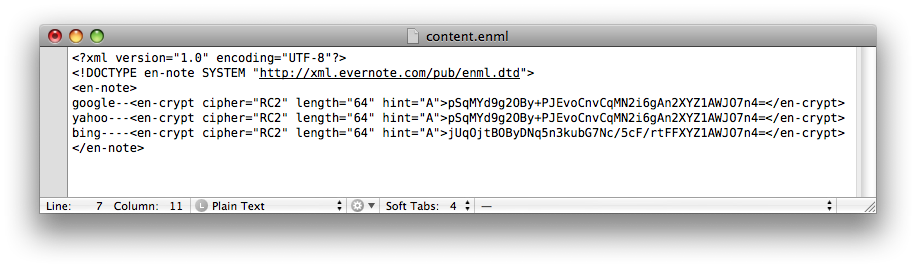 content.enml
<?xml version="1.0" encoding="UTF-8"?>
<!DOCTYPE en-note SYSTEM "http://xml.evernote.com/pub/enml.dtd">
<en-note>
google---<en-crypt cipher="RC2" length="64" hint="A">pSqMYd9g2OBy+PJEvoCnvCqMN2i6gAn2XYZ1AWJO7n4=</en-crypt>
yahoo---<en-crypt cipher="RC2" length="64" hint="A">pSqMYd9g2OBy+PJEvoCnvCqMN2i6gAn2XYZ1AWJO7n4=</en-crypt>
bing----<en-crypt cipher="RC2" length="64" hint="A">jUqOjtBOByDNq5n3kubG7Nc/5cF/rtFFXYZ1AWJO7n4=</en-crypt>
</en-note>
Line: 7 Column: 11 L Plain Text Soft Tabs: 4 —